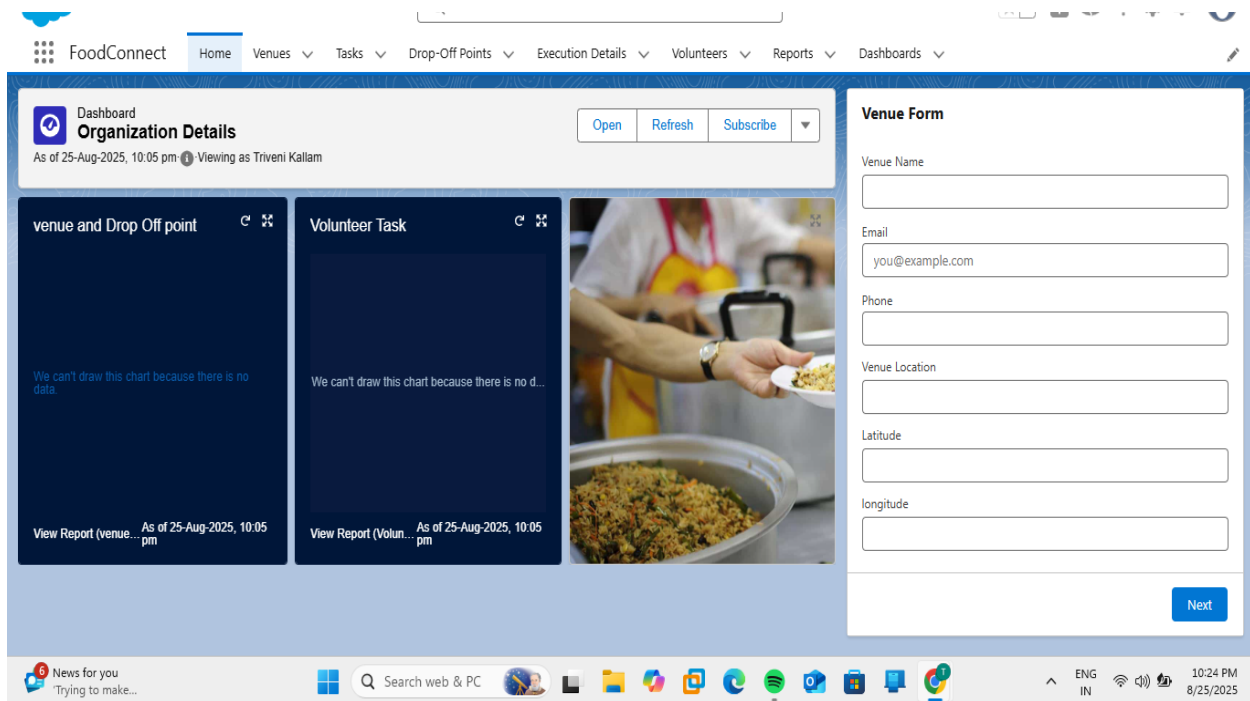 FoodConnect Home Venues Tasks Drop-Off Points Execution Details Volunteers Reports Dashboards
Dashboard
Organization Details
As of 25-Aug-2025, 10:05 pm·Viewing as Triveni Kallam
Open Refresh Subscribe
venue and Drop Off point
We can't draw this chart because there is no
data.
View Report (venue...
As of 25-Aug-2025, 10:05
pm
Volunteer Task
We can't draw this chart because there is no d...
View Report (Volun...
As of 25-Aug-2025, 10:05
pm
Venue Form
Venue Name
Email
you@example.com
Phone
Venue Location
Latitude
longitude
Next
6
News for you
'Trying to make...
Search web & PC
T
ENG
IN
10:24 PM
8/25/2025